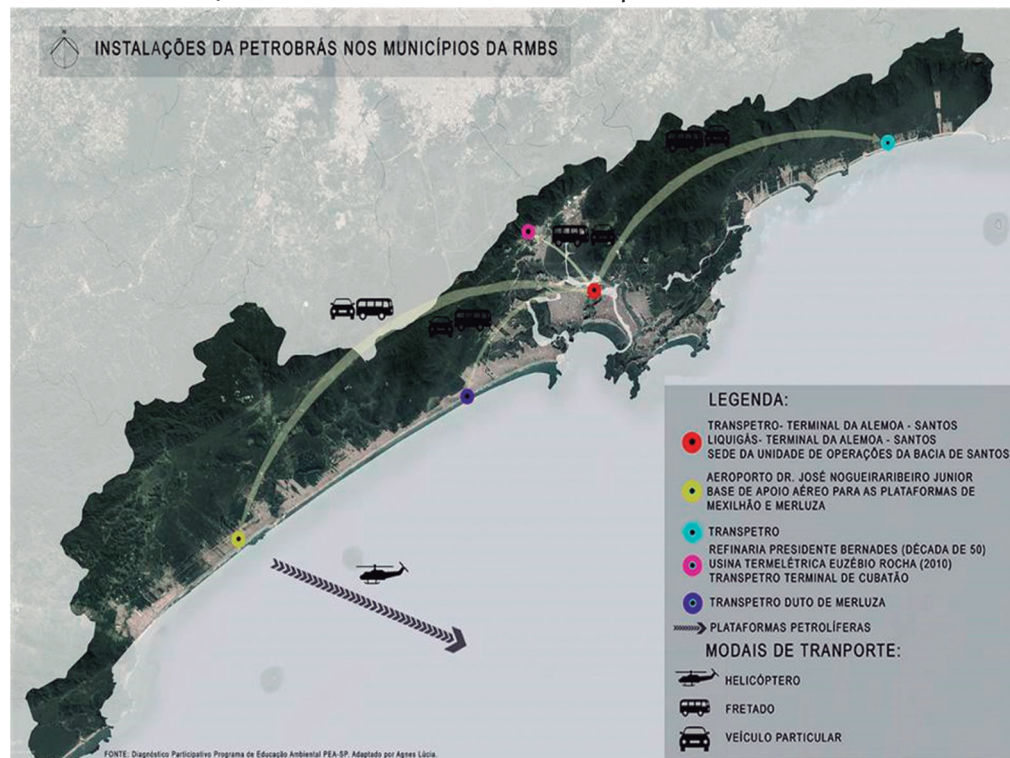 INSTALAÇÕES DA PETROBRÁS NOS MUNICÍPIOS DA RMBS
LEGENDA:
TRANSPETRO- TERMINAL DA ALEMOA - SANTOS
LIQUIGÁS- TERMINAL DA ALEMOA - SANTOS
SEDE DA UNIDADE DE OPERAÇÕES DA BACIA DE SANTOS
AEROPORTO DR. JOSÉ NOGUEIRARIBEIRO JUNIOR
BASE DE APOIO AÉREO PARA AS PLATAFORMAS DE
MEXILHÃO E MERLUZA
TRANSPETRO
REFINARIA PRESIDENTE BERNADES (DÉCADA DE 50)
USINA TERMELÉTRICA EUZÉBIO ROCHA (2010)
TRANSPETRO TERMINAL DE CUBATÃO
TRANSPETRO DUTO DE MERLUZA
PLATAFORMAS PETROLÍFERAS
MODAIS DE TRANPORTE:
HELICÓPTERO
FRETADO
VEÍCULO PARTICULAR
FONTE: Diagnóstico Participativo Programa de Educação Ambiental PEA-SP. Adaptado por Agnes Lúcia.